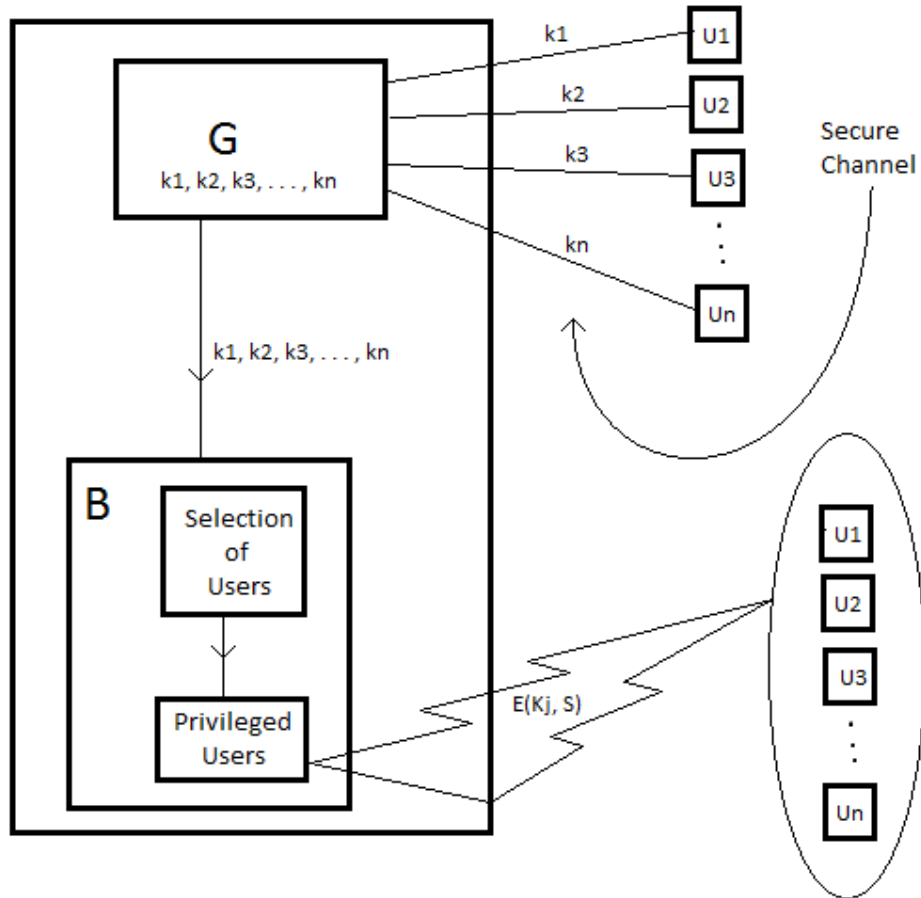 k1
U1
G
k2
U2
k1, k2, k3, . . . , kn
k3
U3
Secure
Channel
kn
Un
k1, k2, k3, . . . , kn
B
Selection
of
Users
Privileged
Users
E(Kj, S)
U1
U2
U3
Un